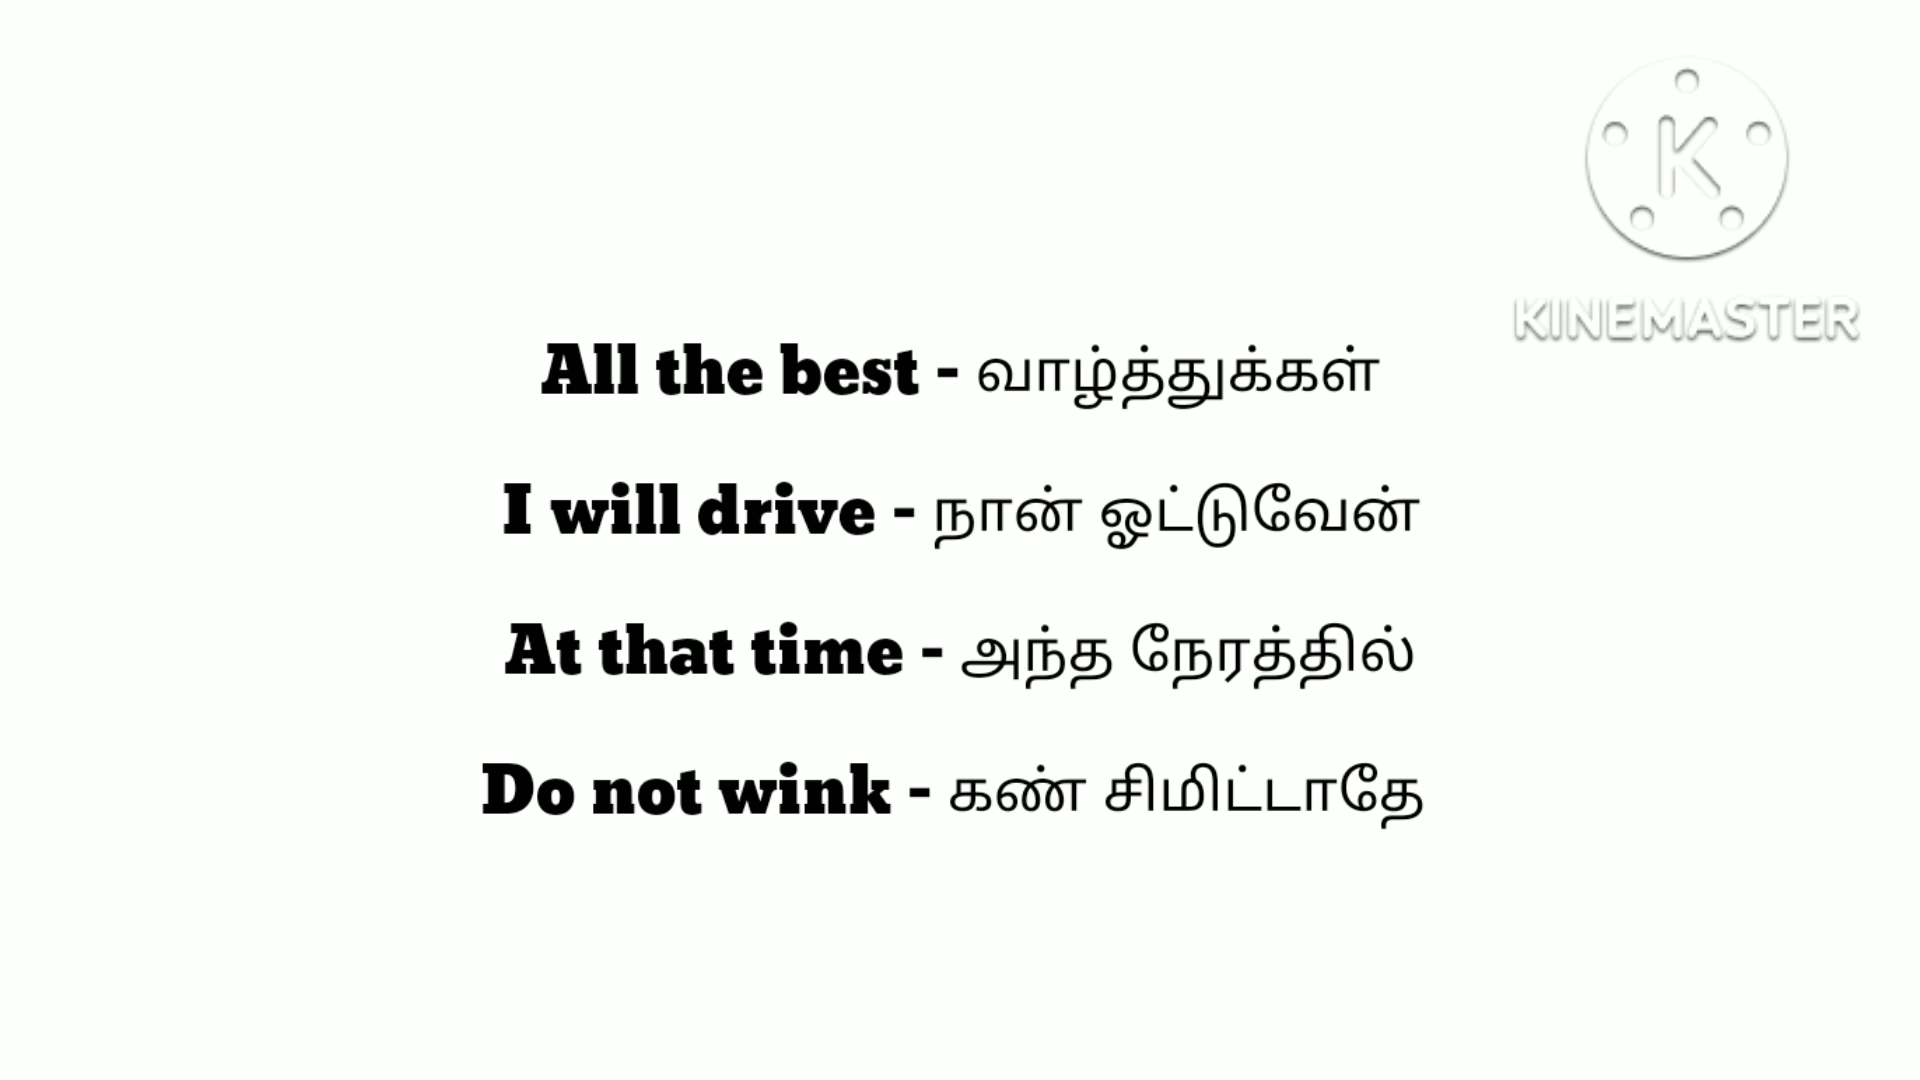 KINEMASTER
All the best - வாழ்த்துக்கள்
I will drive - நான் ஓட்டுவேன்
At that time - அந்த நேரத்தில்
Do not wink - கண் சிமிட்டாதே